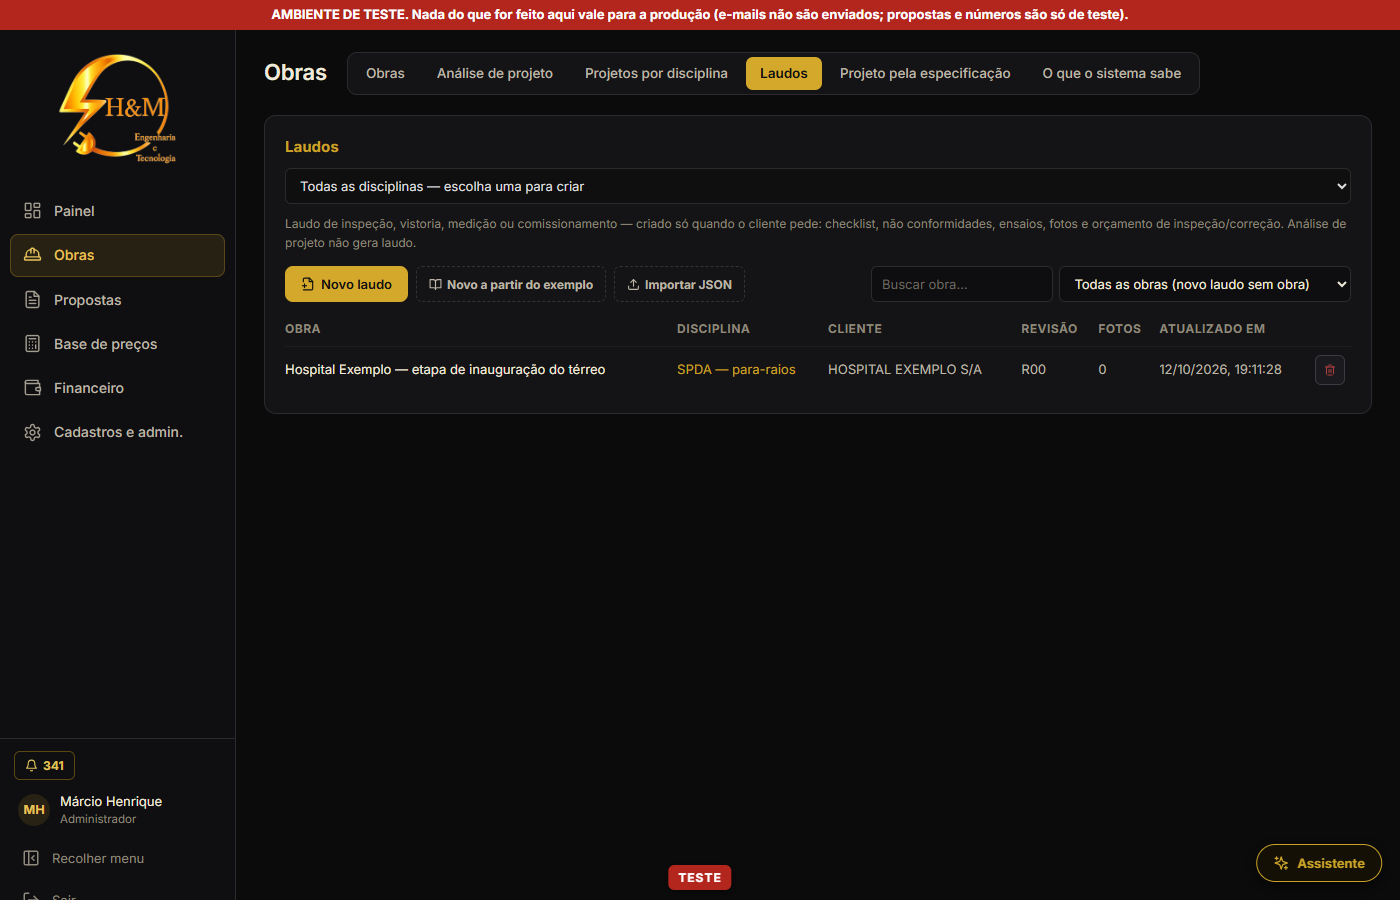 AMBIENTE DE TESTE. Nada do que for feito aqui vale para a produção (e-mails não são enviados; propostas e números são só de teste).
H&M
Engenharia
e
Tecnologia
Painel
Obras
Propostas
Base de preços
Financeiro
Cadastros e admin.
341
MH
Márcio Henrique
Administrador
Recolher menu
Sair
Obras
Obras
Análise de projeto
Projetos por disciplina
Laudos
Projeto pela especificação
O que o sistema sabe
Laudos
Todas as disciplinas — escolha uma para criar
Laudo de inspeção, vistoria, medição ou comissionamento — criado só quando o cliente pede: checklist, não conformidades, ensaios, fotos e orçamento de inspeção/correção. Análise de
projeto não gera laudo.
Novo laudo
Novo a partir do exemplo
Importar JSON
Buscar obra...
Todas as obras (novo laudo sem obra)
OBRA DISCIPLINA CLIENTE REVISÃO FOTOS ATUALIZADO EM
Hospital Exemplo — etapa de inauguração do térreo SPDA — para-raios HOSPITAL EXEMPLO S/A R00 0 12/10/2026, 19:11:28
TESTE
Assistente